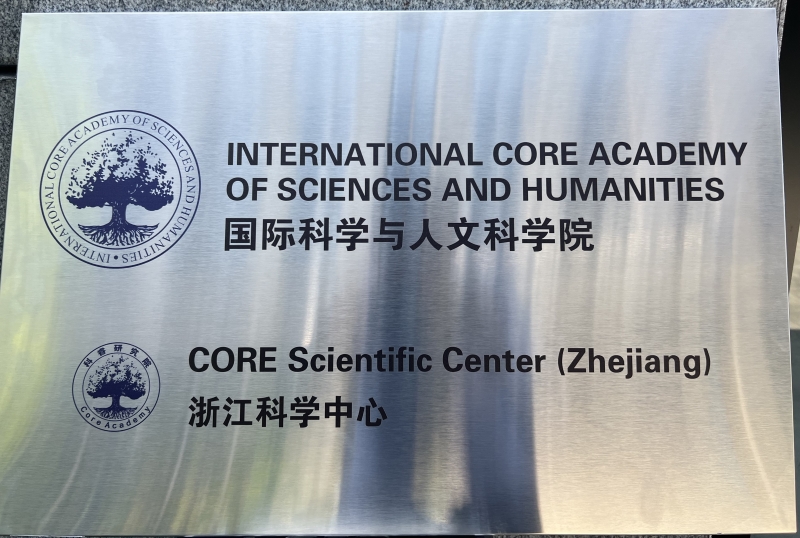 INTERNATIONAL CORE ACADEMY OF SCIENCES AND HUMANITIES
INTERNATIONAL CORE ACADEMY
OF SCIENCES AND HUMANITIES
国际科学与人文科学院
科睿研究院
Core Academy
CORE Scientific Center (Zhejiang)
浙江科学中心